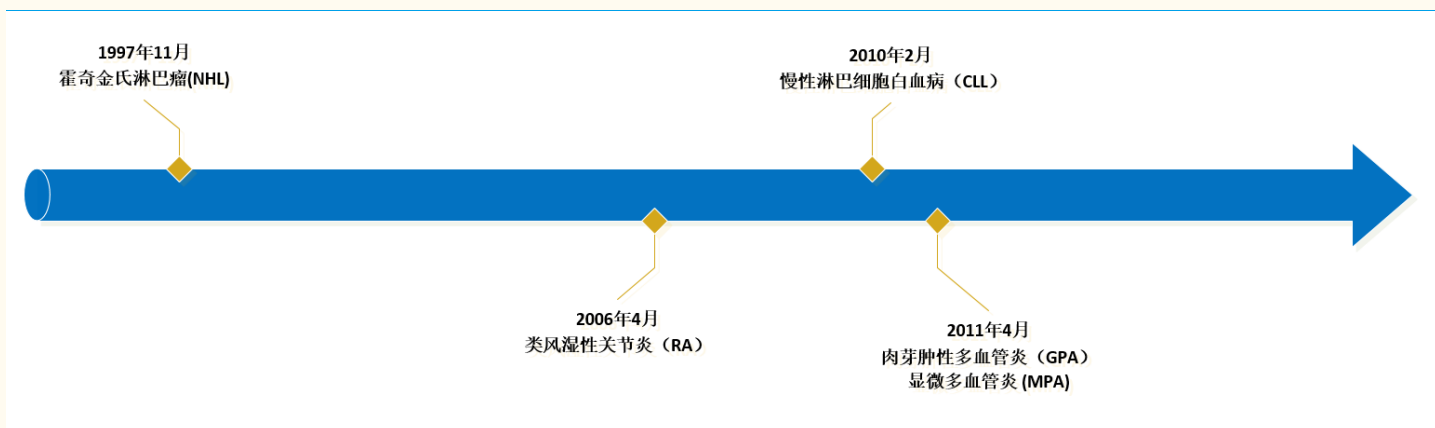 1997年11月
霍奇金氏淋巴瘤(NHL)
2010年2月
慢性淋巴细胞白血病（CLL）
2006年4月
类风湿性关节炎（RA）
2011年4月
肉芽肿性多血管炎（GPA）
显微多血管炎 (MPA)